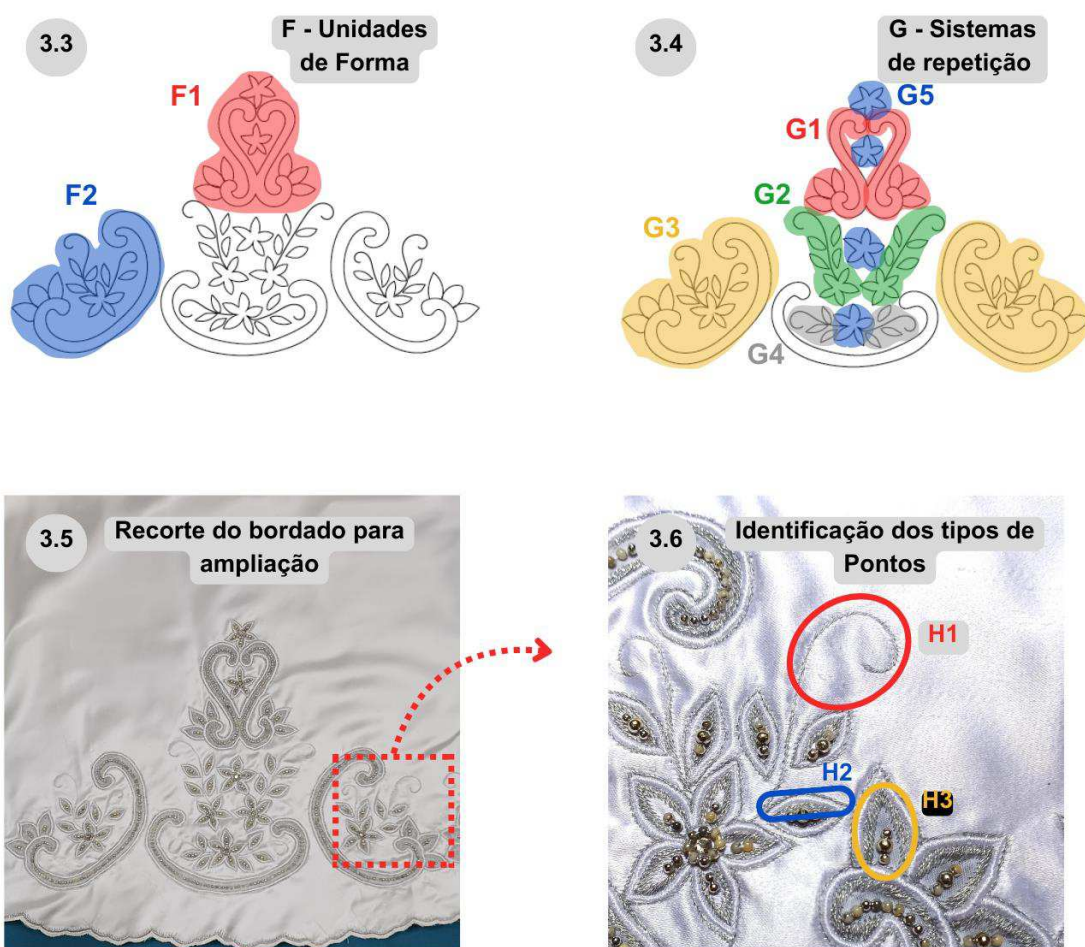 3.3
F - Unidades
de Forma
F1
F2
3.4
G - Sistemas
de repetição
G5
G1
G2
G3
G4
3.5
Recorte do bordado para
ampliação
3.6
Identificação dos tipos de
Pontos
H1
H2
H3